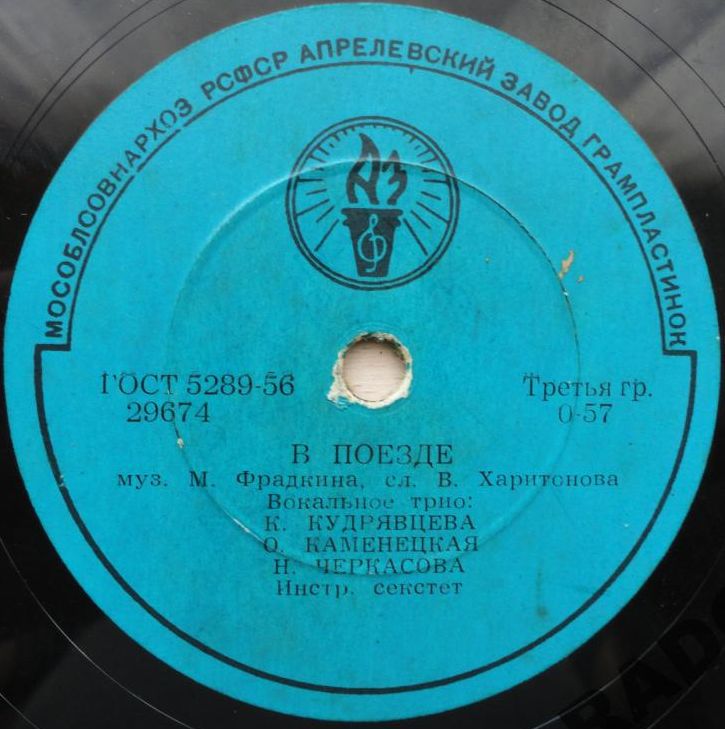 МОСОБЛСОВНАРХОЗ РСФСР АПРЕЛЕВСКИЙ ЗАВОД ГРАМПЛАСТИНОК
АЗ
ГОСТ 5289-56
29674
Третья гр.
0-57
В ПОЕЗДЕ
муз. М. Фрадкина, сл. В. Харитонова
Вокальное трио:
К. КУДРЯВЦЕВА
О. КАМЕНЕЦКАЯ
Н. ЧЕРКАСОВА
Инстр. секстет